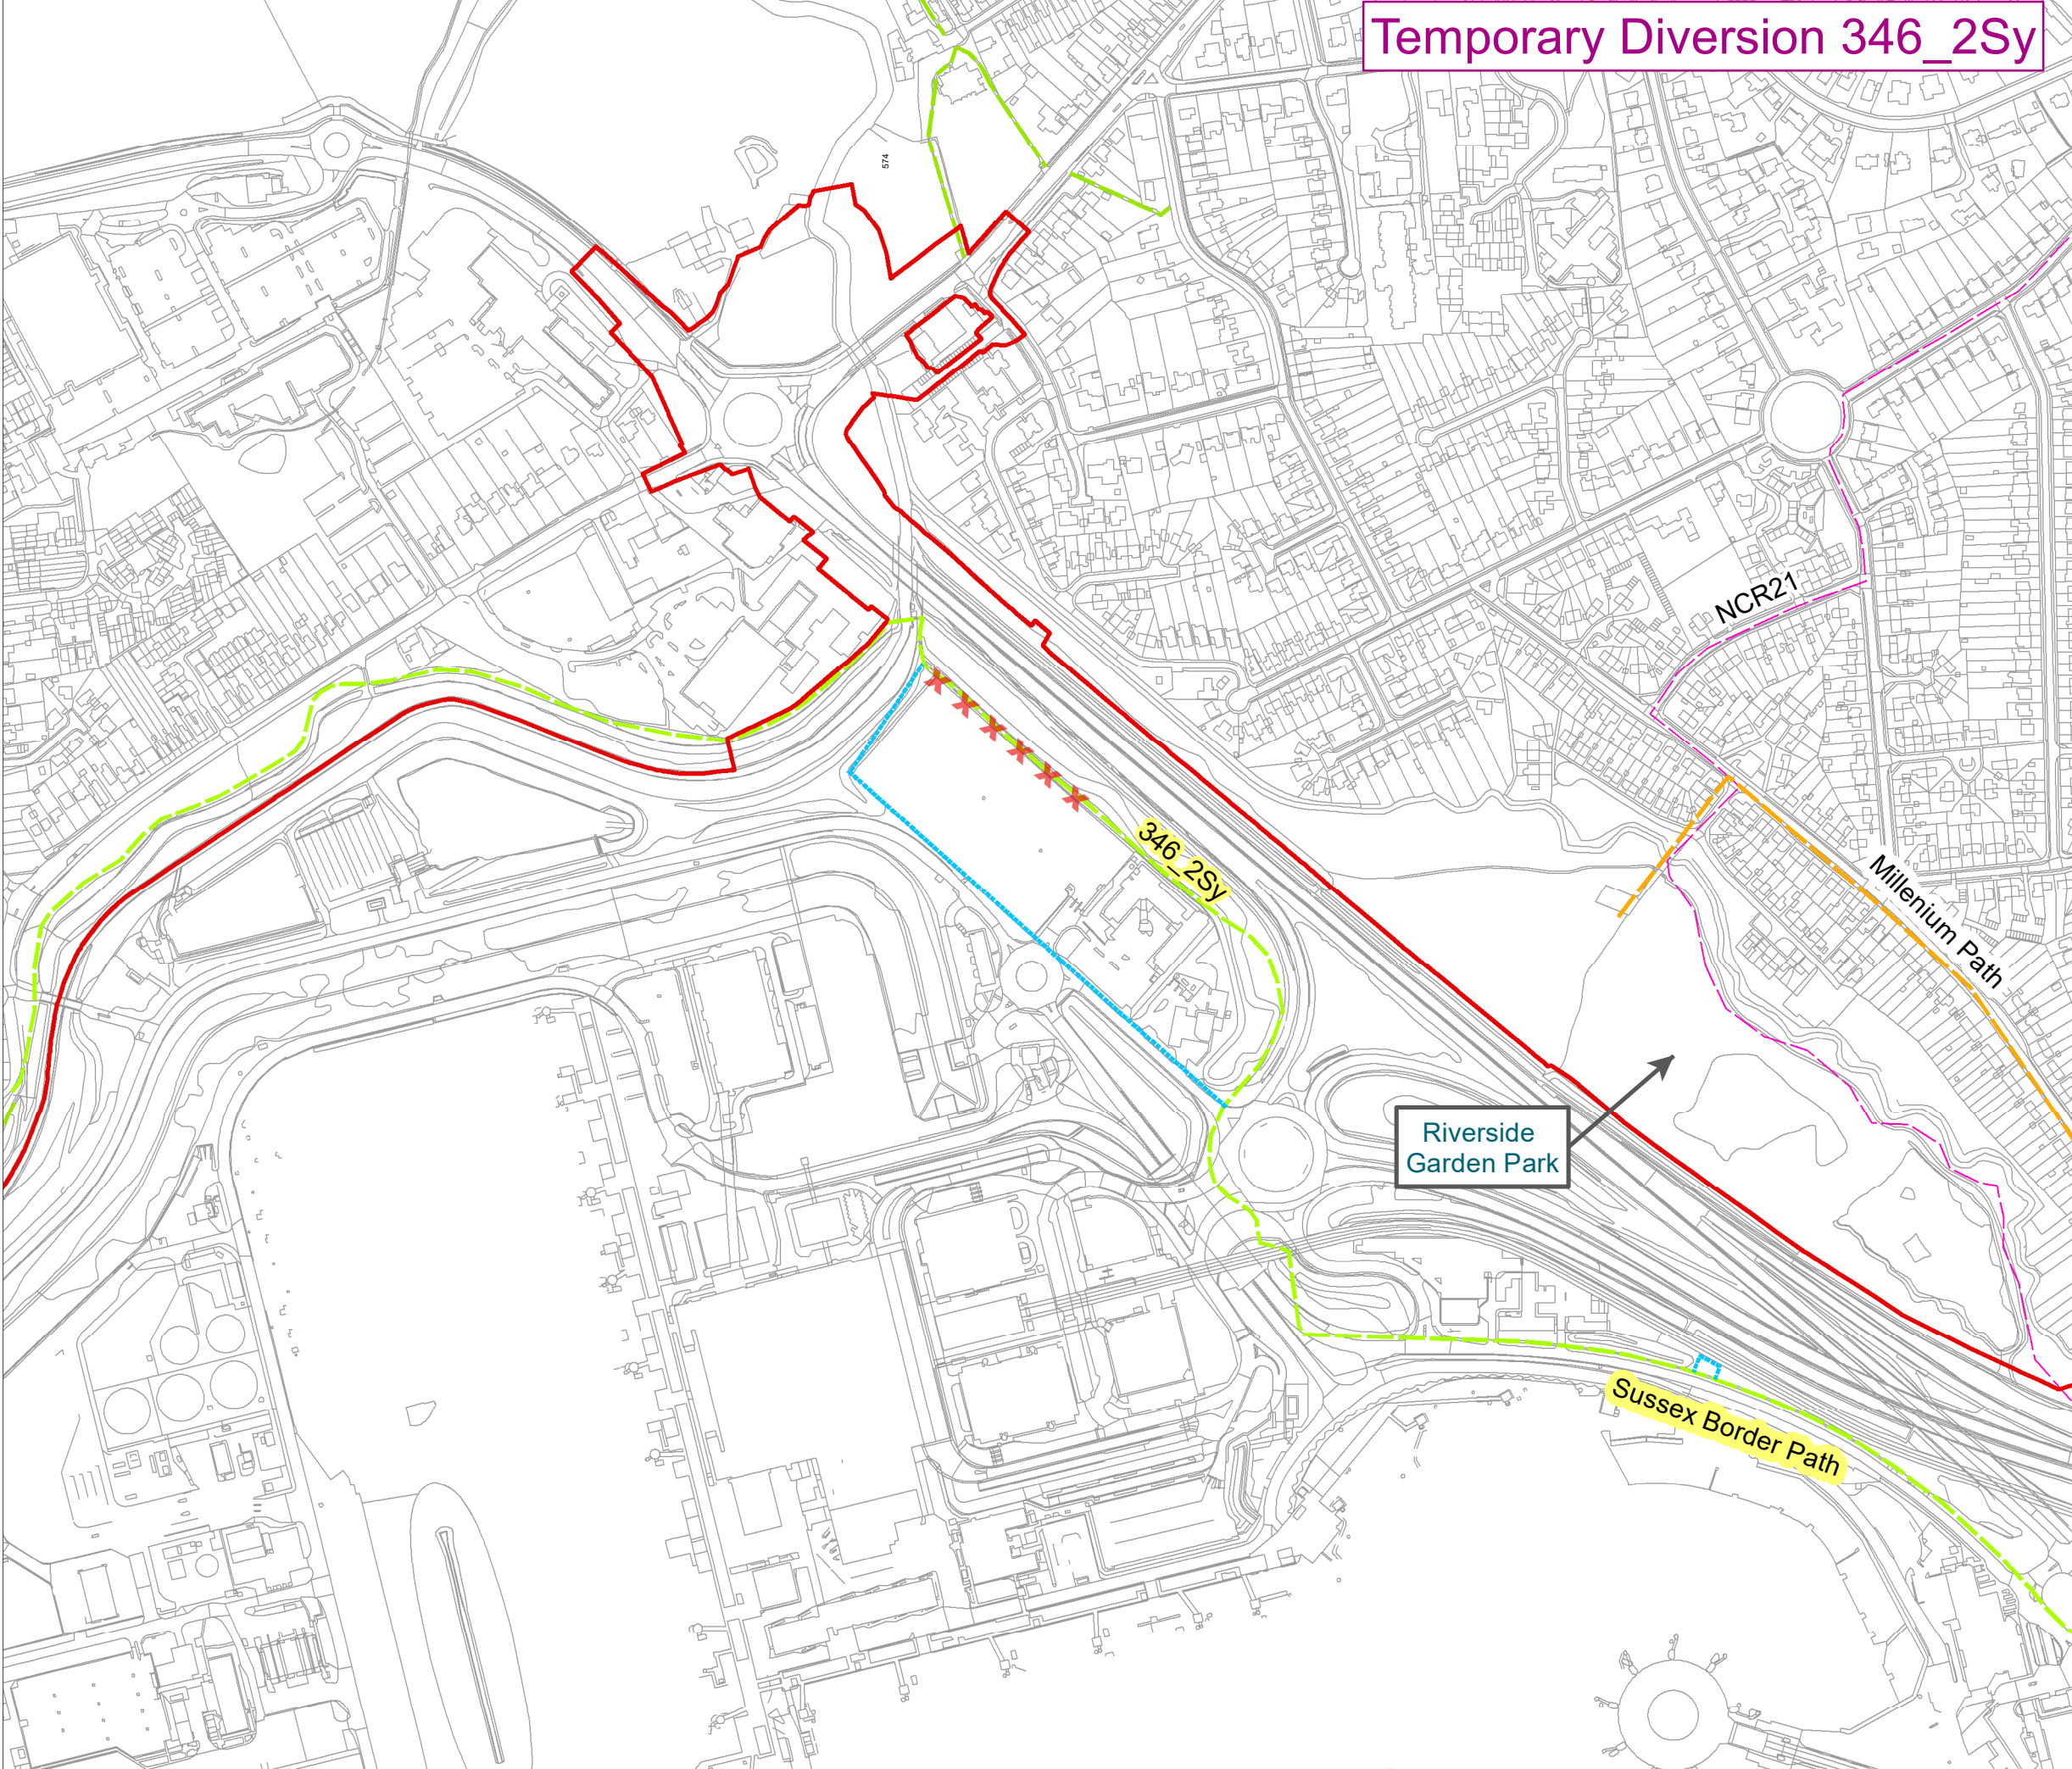 Temporary Diversion 346_2Sy
574
NCR21
346_2Sy
Millenium Path
Riverside
Garden Park
Sussex Border Path